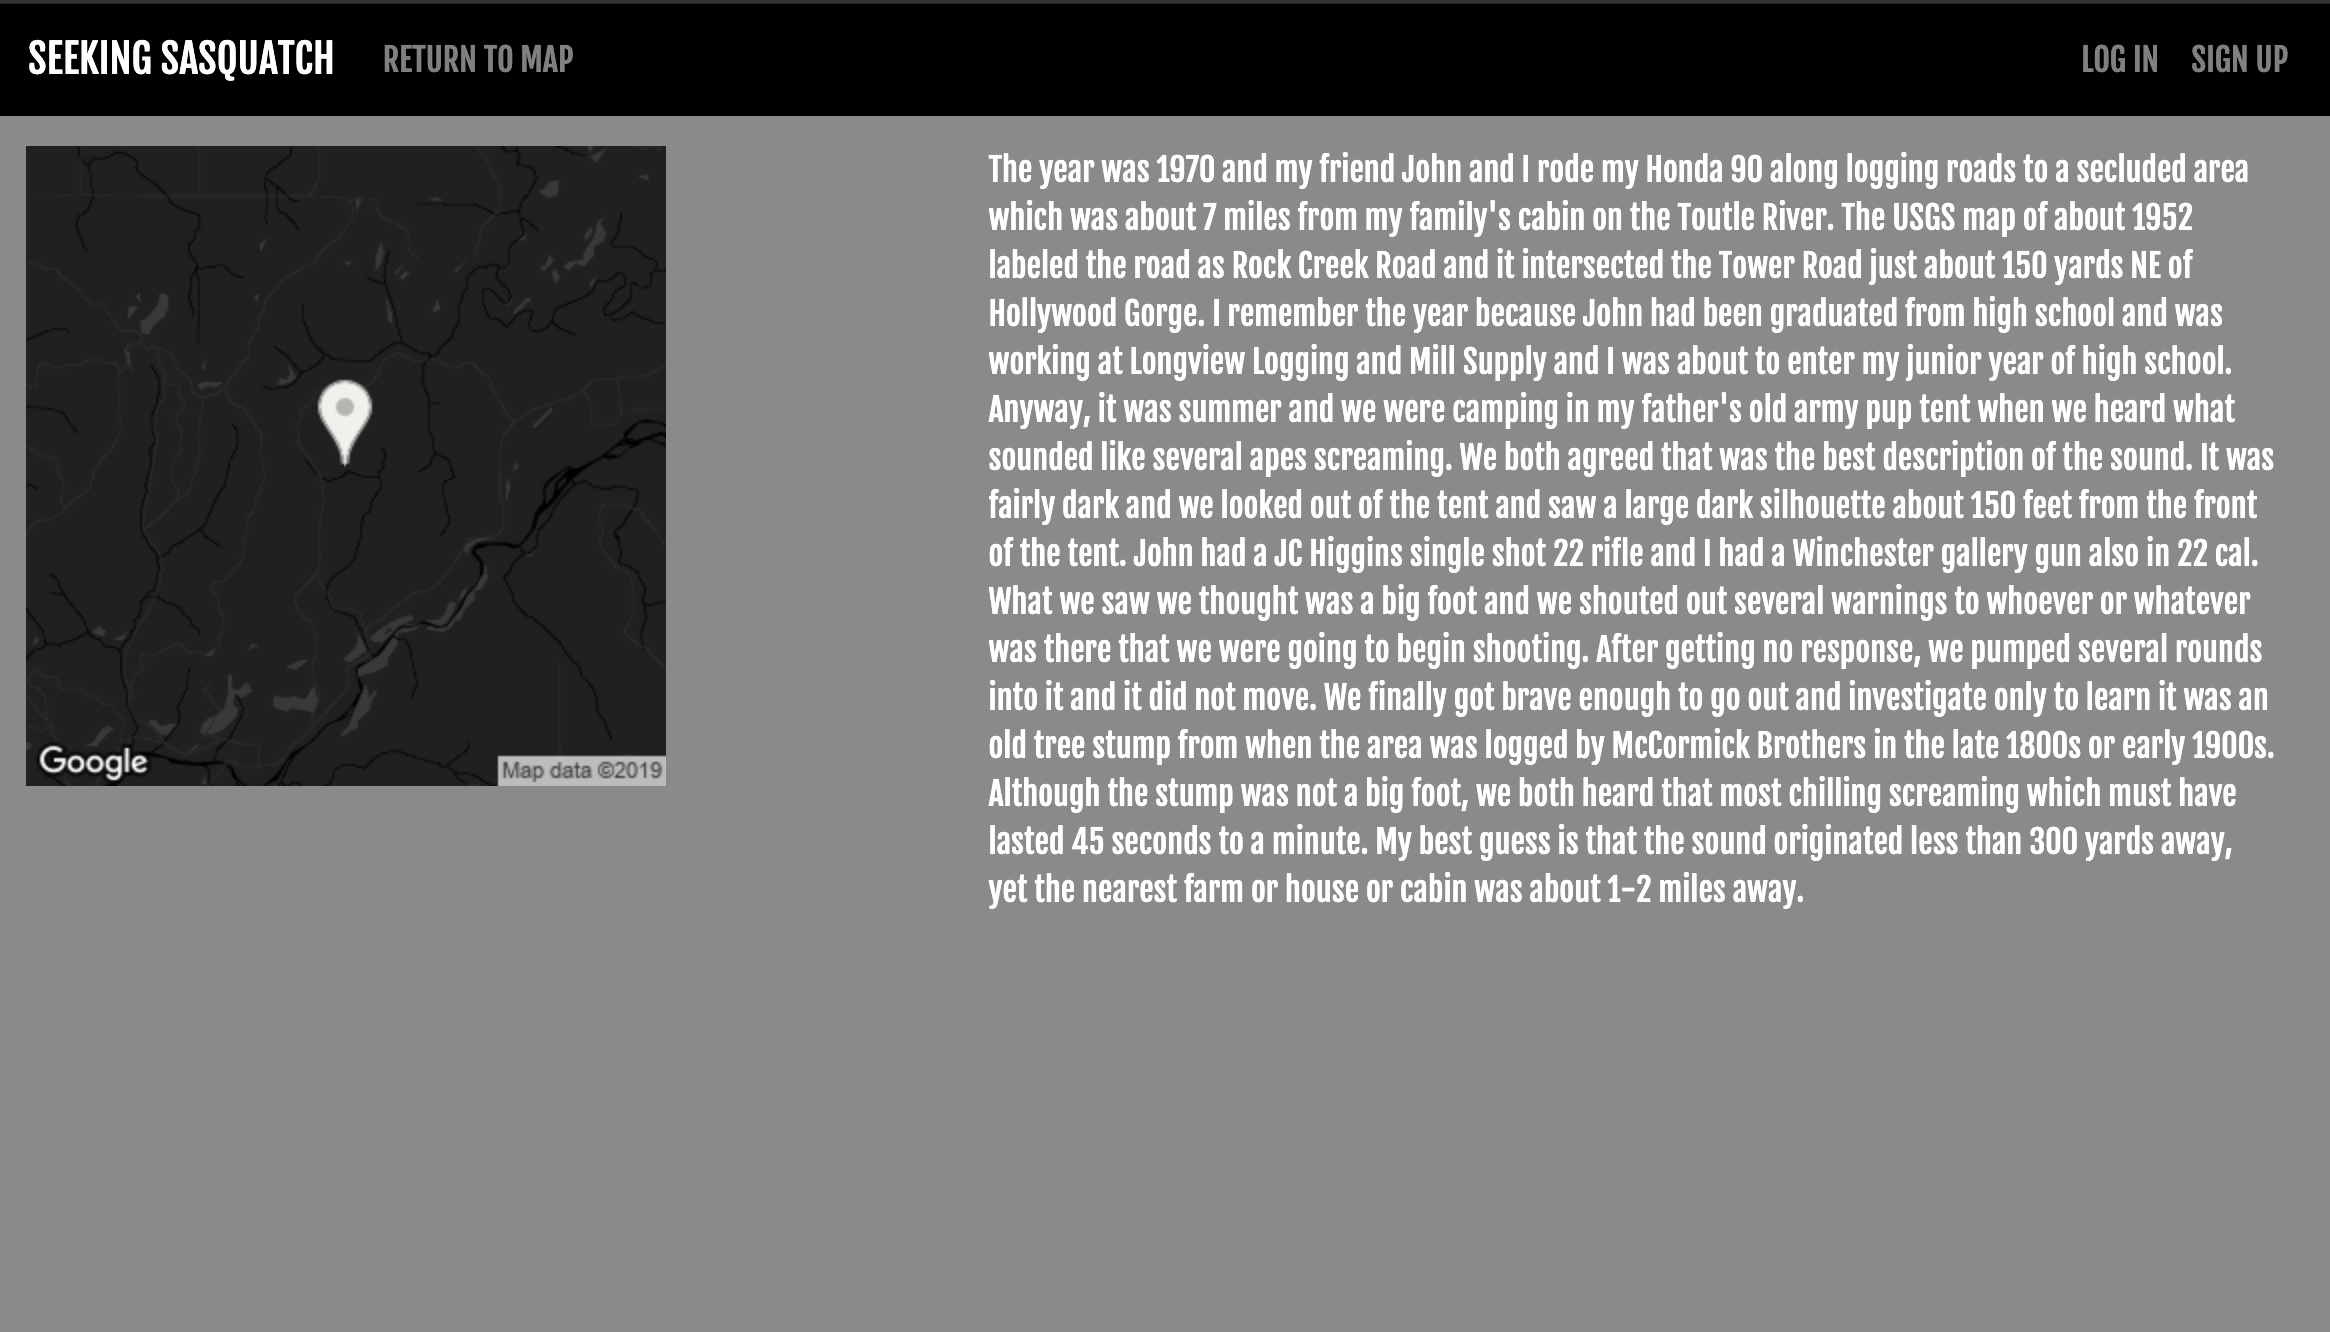 SEEKING SASQUATCH RETURN TO MAP LOG IN SIGN UP
The year was 1970 and my friend John and I rode my Honda 90 along logging roads to a secluded area
which was about 7 miles from my family's cabin on the Toutle River. The USGS map of about 1952
labeled the road as Rock Creek Road and it intersected the Tower Road just about 150 yards NE of
Hollywood Gorge. I remember the year because John had been graduated from high school and was
working at Longview Logging and Mill Supply and I was about to enter my junior year of high school.
Anyway, it was summer and we were camping in my father's old army pup tent when we heard what
sounded like several apes screaming. We both agreed that was the best description of the sound. It was
fairly dark and we looked out of the tent and saw a large dark silhouette about 150 feet from the front
of the tent. John had a JC Higgins single shot 22 rifle and I had a Winchester gallery gun also in 22 cal.
What we saw we thought was a big foot and we shouted out several warnings to whoever or whatever
was there that we were going to begin shooting. After getting no response, we pumped several rounds
into it and it did not move. We finally got brave enough to go out and investigate only to learn it was an
old tree stump from when the area was logged by McCormick Brothers in the late 1800s or early 1900s.
Although the stump was not a big foot, we both heard that most chilling screaming which must have
lasted 45 seconds to a minute. My best guess is that the sound originated less than 300 yards away,
yet the nearest farm or house or cabin was about 1-2 miles away.
Google
Map data ©2019